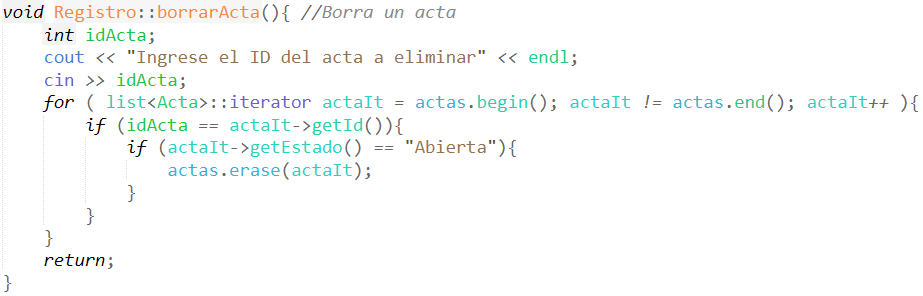 void Registro::borrarActa(){ //Borra un acta
    int idActa;
    cout << "Ingrese el ID del acta a eliminar" << endl;
    cin >> idActa;
    for ( list<Acta>::iterator actaIt = actas.begin(); actaIt != actas.end(); actaIt++ ){
        if (idActa == actaIt->getId()){
            if (actaIt->getEstado() == "Abierta"){
                actas.erase(actaIt);
            }
        }
    }
    return;
}